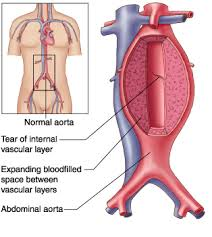 Normal aorta
Tear of internal
vascular layer
Expanding bloodfilled
space between
vascular layers
Abdominal aorta